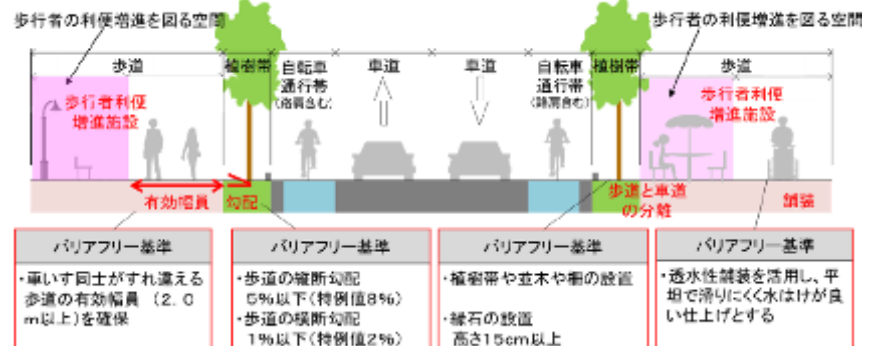 歩行者の利便増進を図る空間
歩行者の利便増進を図る空間
歩道
植樹帯
自転車
通行帯
(路肩含む)
車道
車道
自転車
通行帯
(路肩含む)
植樹帯
歩道
歩行者利便
増進施設
歩行者利便
増進施設
有効幅員
勾配
歩道と車道
の分離
舗装
バリアフリー基準
・車いす同士がすれ違える
歩道の有効幅員 (2.0
m以上)を確保
バリアフリー基準
・歩道の縦断勾配
5%以下(特例値8%)
・歩道の横断勾配
1%以下(特例値2%)
バリアフリー基準
・植樹帯や並木や柵の設置
・縁石の設置
高さ15cm以上
バリアフリー基準
・透水性舗装を活用し、平
坦で滑りにくく水はけが良
い仕上げとする